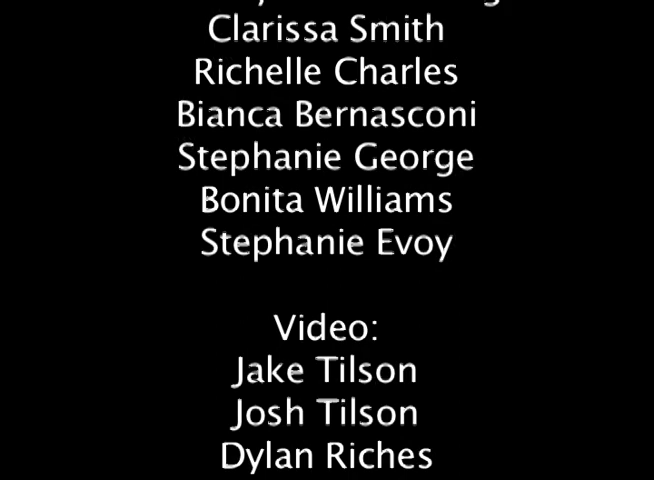 Clarissa Smith
Richelle Charles
Bianca Bernasconi
Stephanie George
Bonita Williams
Stephanie Evoy
Video:
Jake Tilson
Josh Tilson
Dylan Riches